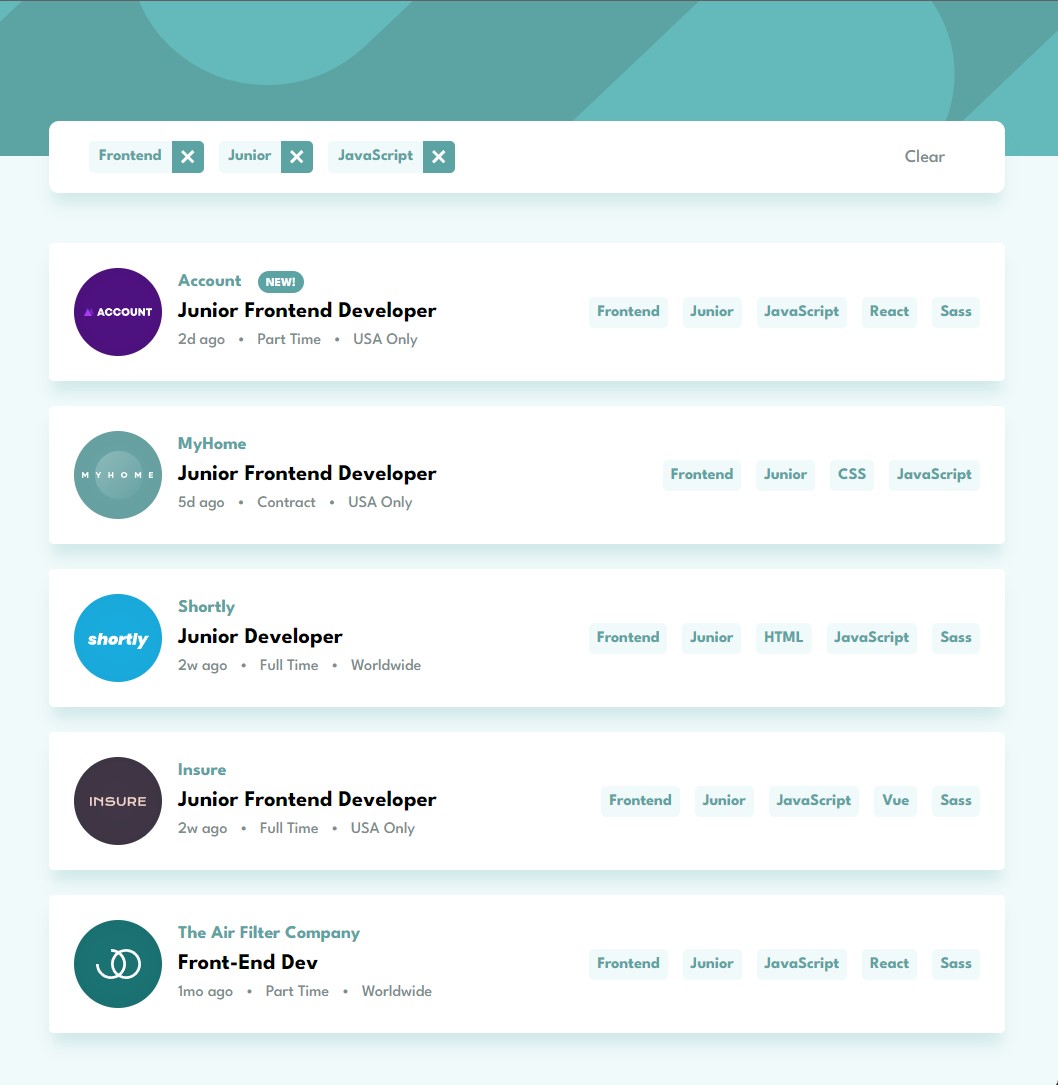 Frontend Junior JavaScript Clear
Account NEW!
ACCOUNT
Junior Frontend Developer
2d ago • Part Time • USA Only
Frontend Junior JavaScript React Sass
MyHome
MYHOME
Junior Frontend Developer
5d ago • Contract • USA Only
Frontend Junior CSS JavaScript
Shortly
shortly
Junior Developer
2w ago • Full Time • Worldwide
Frontend Junior HTML JavaScript Sass
Insure
INSURE
Junior Frontend Developer
2w ago • Full Time • USA Only
Frontend Junior JavaScript Vue Sass
The Air Filter Company
Front-End Dev
1mo ago • Part Time • Worldwide
Frontend Junior JavaScript React Sass